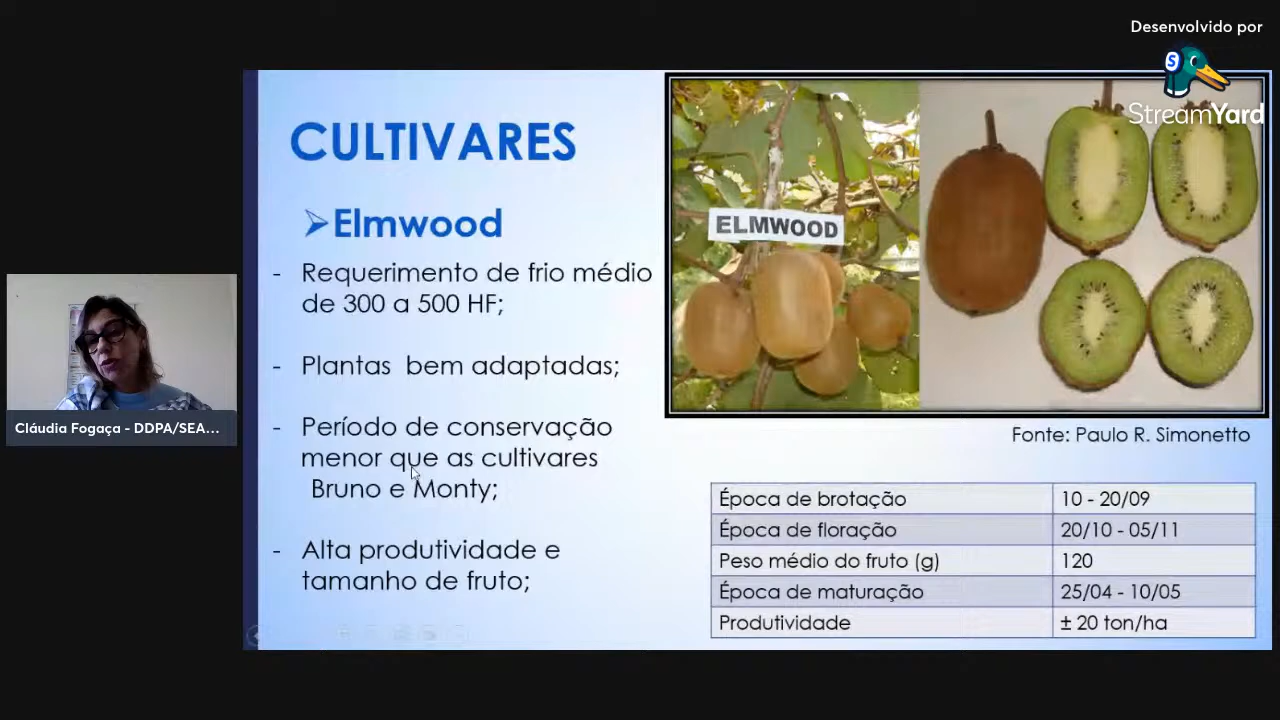 Desenvolvido por
S
StreamYard
CULTIVARES
➢Elmwood
- Requerimento de frio médio
de 300 a 500 HF;
- Plantas bem adaptadas;
- Período de conservação
menor que as cultivares
Bruno e Monty;
- Alta produtividade e
tamanho de fruto;
ELMWOOD
Fonte: Paulo R. Simonetto
Época de brotação 10 - 20/09
Época de floração 20/10 - 05/11
Peso médio do fruto (g) 120
Época de maturação 25/04 - 10/05
Produtividade ± 20 ton/ha
Cláudia Fogaça - DDPA/SEA...